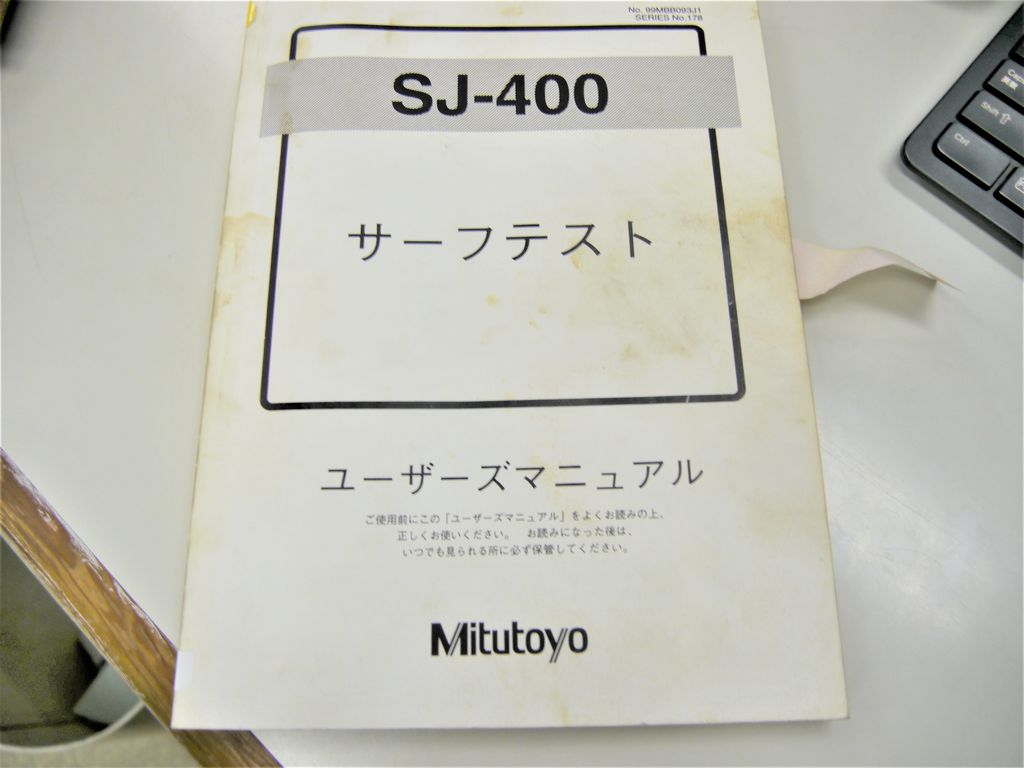 No. 99MBB093J1
SERIES No.178
SJ-400
サーフテスト
ユーザーズマニュアル
ご使用前にこの「ユーザーズマニュアル」をよくお読みの上、
正しくお使いください。 お読みになった後は、
いつでも見られる所に必ず保管してください。
Mitutoyo
Shift ⇧
Ctrl